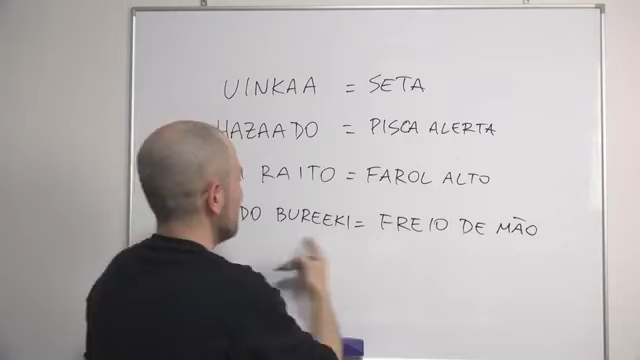 UINKAA = SETA
HAZAADO = PISCA ALERTA
RAITO = FAROL ALTO
BUREEKI = FREIO DE MÃO